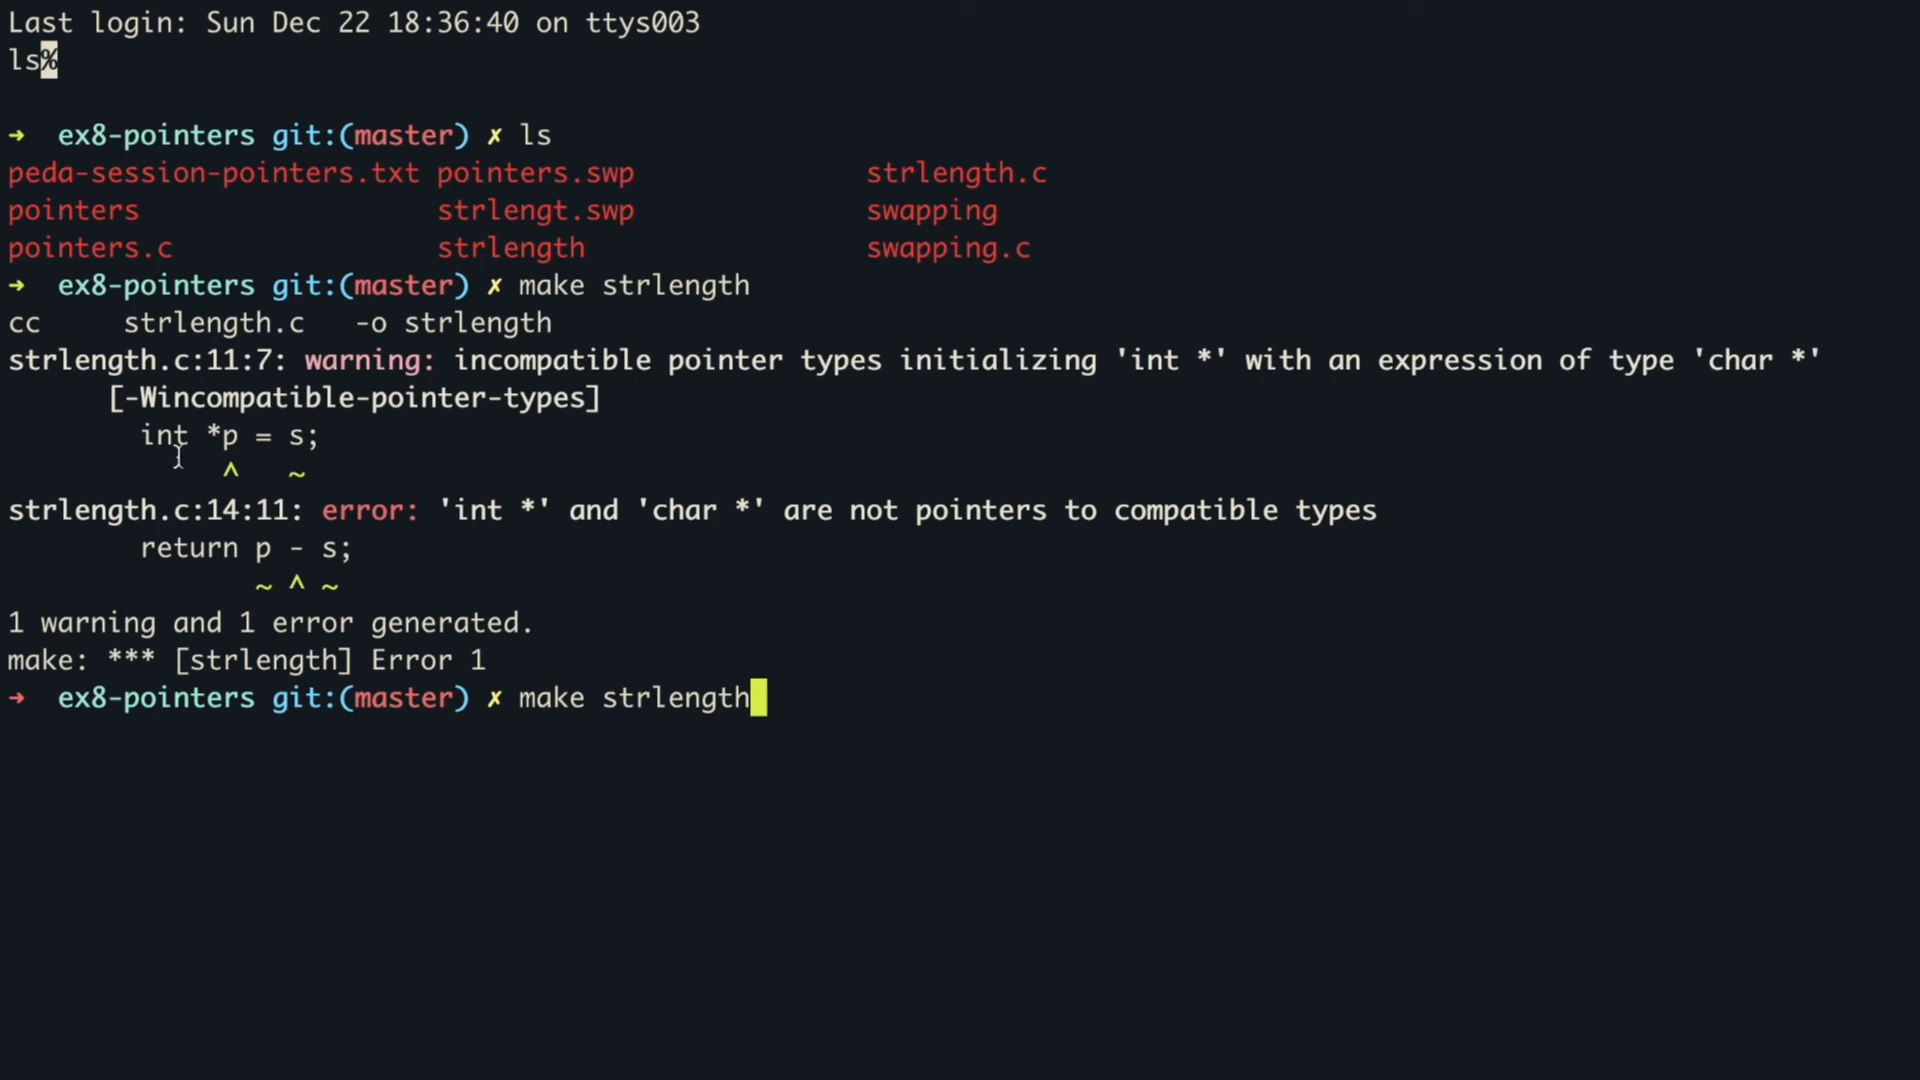 Last login: Sun Dec 22 18:36:40 on ttys003
ls%
→ ex8-pointers git:(master) ✗ ls
peda-session-pointers.txt pointers.swp strlength.c
pointers strlengt.swp swapping
pointers.c strlength swapping.c
→ ex8-pointers git:(master) ✗ make strlength
cc strlength.c -o strlength
strlength.c:11:7: warning: incompatible pointer types initializing 'int *' with an expression of type 'char *'
[-Wincompatible-pointer-types]
int *p = s;
^ ~
strlength.c:14:11: error: 'int *' and 'char *' are not pointers to compatible types
return p - s;
~ ^ ~
1 warning and 1 error generated.
make: *** [strlength] Error 1
→ ex8-pointers git:(master) ✗ make strlength